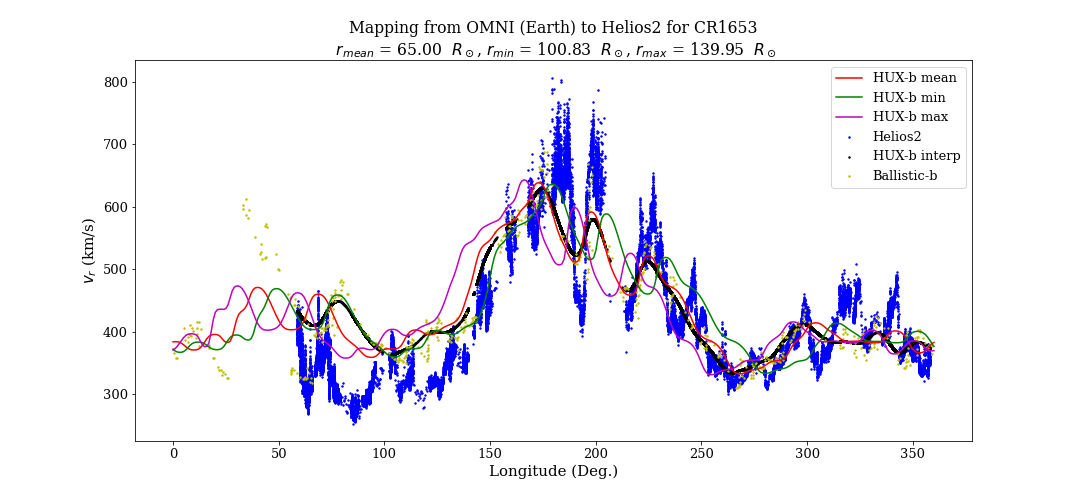 Mapping from OMNI (Earth) to Helios2 for CR1653
r_mean = 65.00 R_⊙, r_min = 100.83 R_⊙, r_max = 139.95 R_⊙
HUX-b mean
HUX-b min
HUX-b max
Helios2
HUX-b interp
Ballistic-b
800
700
600
500
400
300
v_r (km/s)
0 50 100 150 200 250 300 350
Longitude (Deg.)